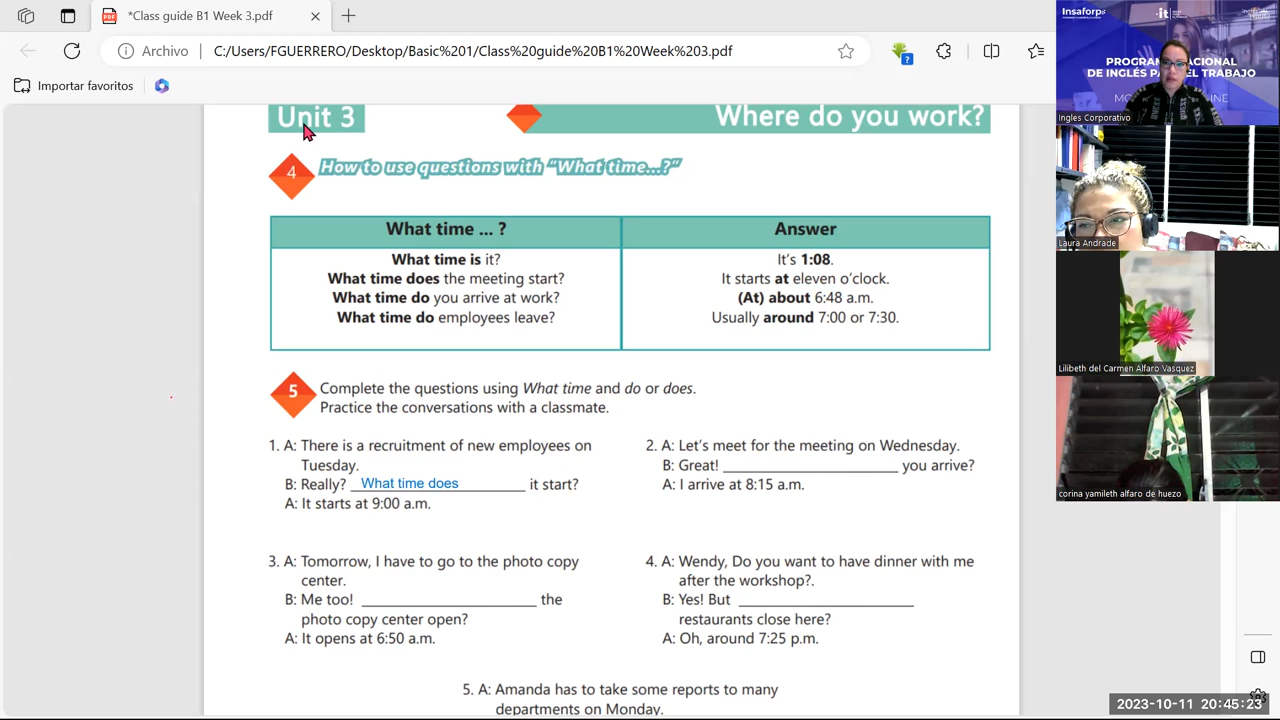 *Class guide B1 Week 3.pdf
Archivo
C:/Users/FGUERRERO/Desktop/Basic%201/Class%20guide%20B1%20Week%203.pdf
Importar favoritos
Unit 3
Where do you work?
4
How to use questions with “What time...?”
What time ... ?
Answer
What time is it?
It’s 1:08.
What time does the meeting start?
It starts at eleven o’clock.
What time do you arrive at work?
(At) about 6:48 a.m.
What time do employees leave?
Usually around 7:00 or 7:30.
5
Complete the questions using What time and do or does.
Practice the conversations with a classmate.
1. A: There is a recruitment of new employees on
Tuesday.
B: Really? What time does it start?
A: It starts at 9:00 a.m.
2. A: Let’s meet for the meeting on Wednesday.
B: Great! ______________________ you arrive?
A: I arrive at 8:15 a.m.
3. A: Tomorrow, I have to go to the photo copy
center.
B: Me too! ______________________ the
photo copy center open?
A: It opens at 6:50 a.m.
4. A: Wendy, Do you want to have dinner with me
after the workshop?.
B: Yes! But ______________________
restaurants close here?
A: Oh, around 7:25 p.m.
5. A: Amanda has to take some reports to many
departments on Monday.
Insaforp
it
DE INGLÉS
EL TRABAJO
Ingles Corporativo
Laura Andrade
Lilibeth del Carmen Alfaro Vasquez
corina yamileth alfaro de huezo
2023-10-11 20:45:23